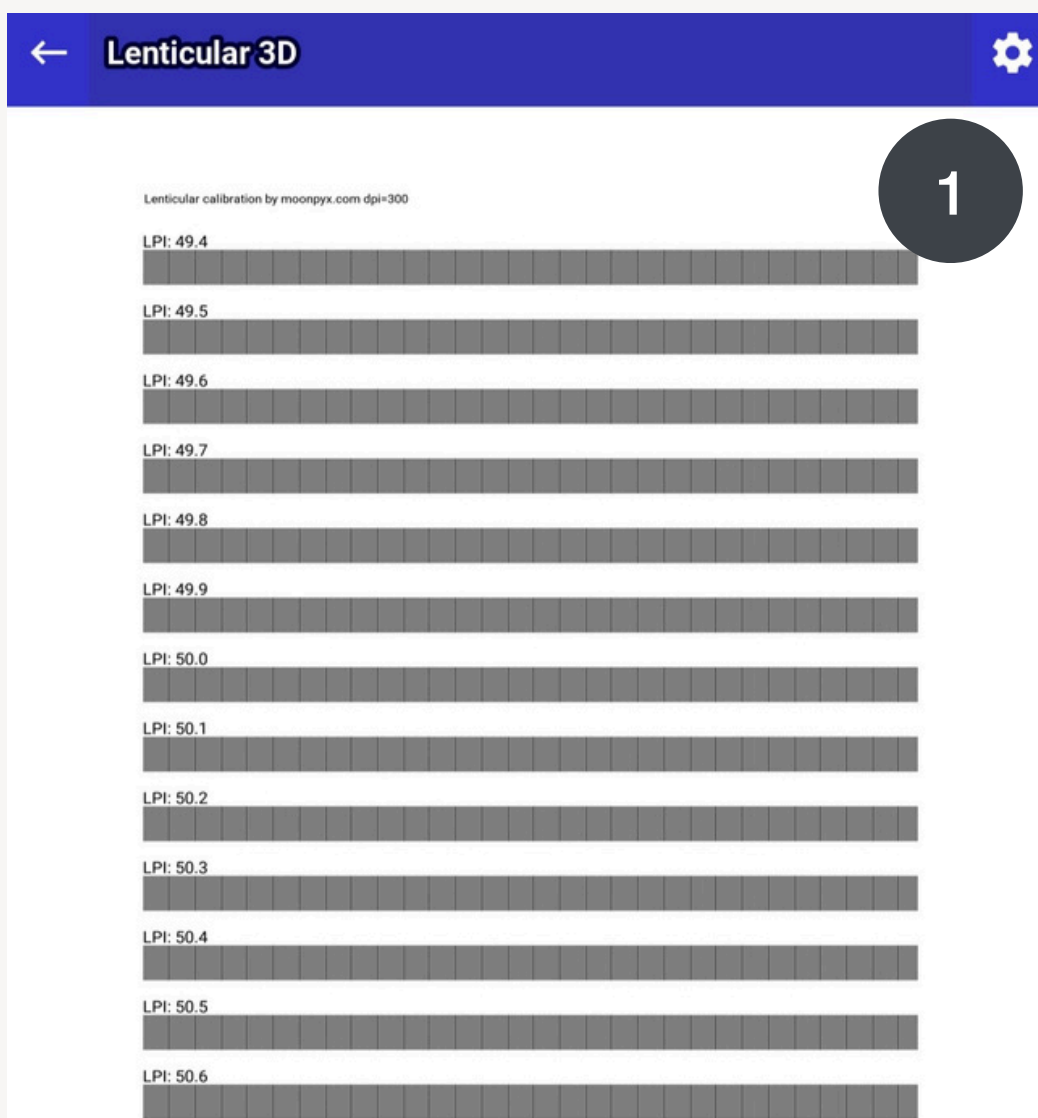 Lenticular 3D
1
Lenticular calibration by moonpyx.com dpi=300
LPI: 49.4
LPI: 49.5
LPI: 49.6
LPI: 49.7
LPI: 49.8
LPI: 49.9
LPI: 50.0
LPI: 50.1
LPI: 50.2
LPI: 50.3
LPI: 50.4
LPI: 50.5
LPI: 50.6